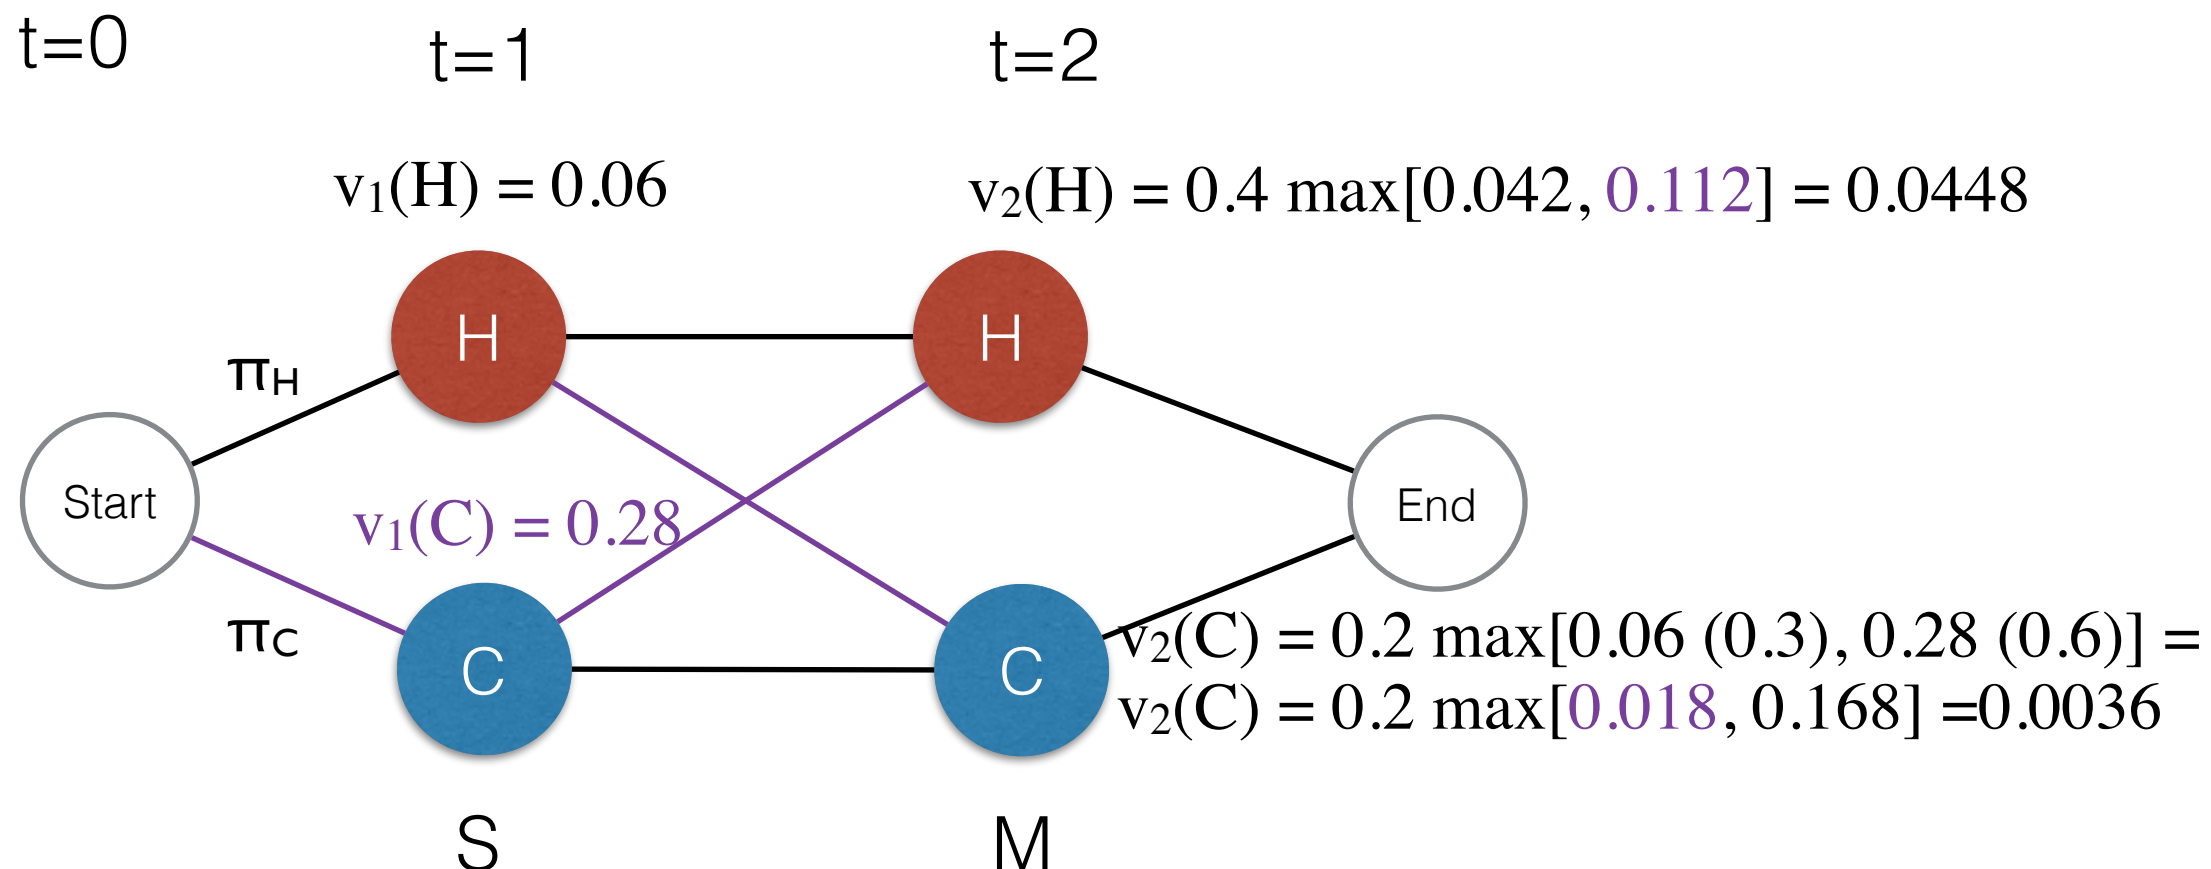 t=0
t=1
t=2
v₁(H) = 0.06
v₂(H) = 0.4 max[0.042, 0.112] = 0.0448
H
H
πH
Start
v₁(C) = 0.28
End
πC
C
C
v₂(C) = 0.2 max[0.06 (0.3), 0.28 (0.6)] =
v₂(C) = 0.2 max[0.018, 0.168] =0.0036
S
M